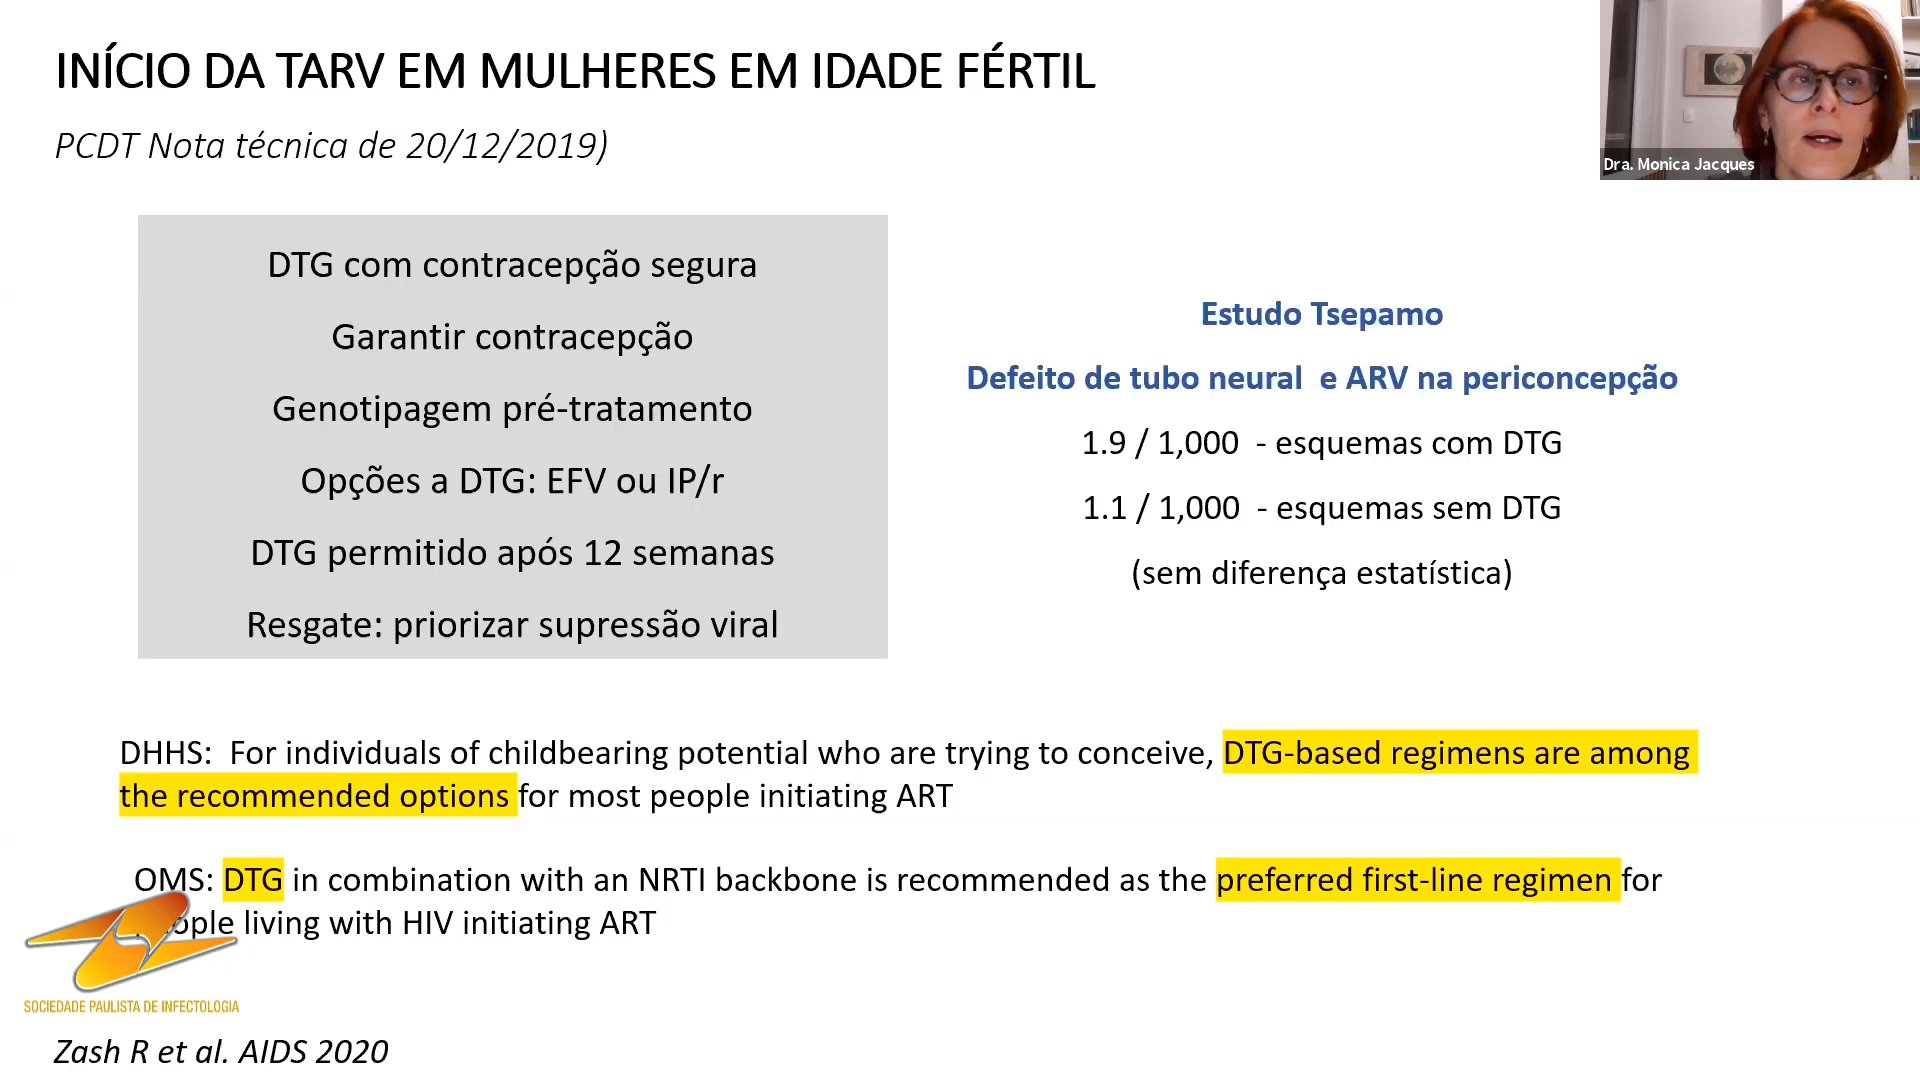 INÍCIO DA TARV EM MULHERES EM IDADE FÉRTIL
PCDT Nota técnica de 20/12/2019)
Dra. Monica Jacques
DTG com contracepção segura
Garantir contracepção
Genotipagem pré-tratamento
Opções a DTG: EFV ou IP/r
DTG permitido após 12 semanas
Resgate: priorizar supressão viral
Estudo Tsepamo
Defeito de tubo neural e ARV na periconcepção
1.9 / 1,000 - esquemas com DTG
1.1 / 1,000 - esquemas sem DTG
(sem diferença estatística)
DHHS: For individuals of childbearing potential who are trying to conceive, DTG-based regimens are among
the recommended options for most people initiating ART
OMS: DTG in combination with an NRTI backbone is recommended as the preferred first-line regimen for
people living with HIV initiating ART
SOCIEDADE PAULISTA DE INFECTOLOGIA
Zash R et al. AIDS 2020